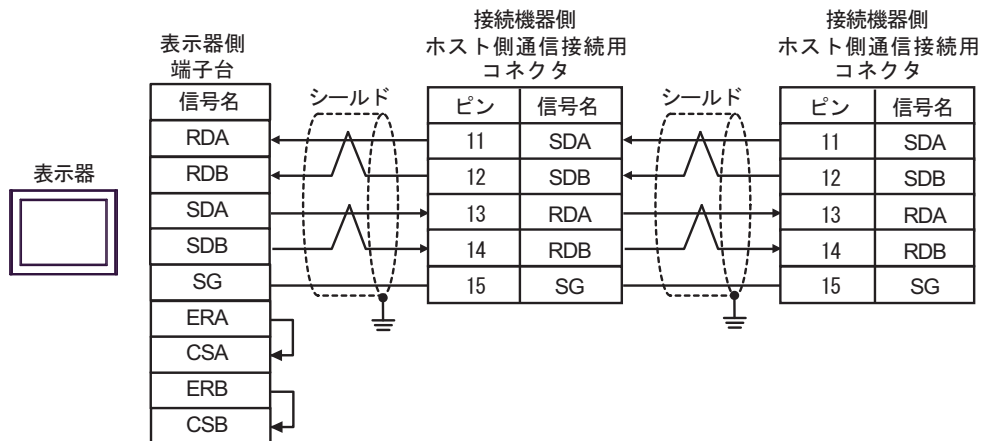 表示器
表示器側
端子台
信号名
RDA
RDB
SDA
SDB
SG
ERA
CSA
ERB
CSB
シールド
接続機器側
ホスト側通信接続用
コネクタ
ピン 信号名
11 SDA
12 SDB
13 RDA
14 RDB
15 SG
シールド
接続機器側
ホスト側通信接続用
コネクタ
ピン 信号名
11 SDA
12 SDB
13 RDA
14 RDB
15 SG